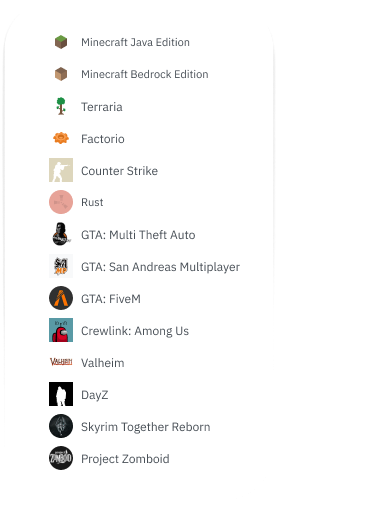 Minecraft Java Edition
Minecraft Bedrock Edition
Terraria
Factorio
Counter Strike
Rust
GTA: Multi Theft Auto
GTA: San Andreas Multiplayer
GTA: FiveM
Crewlink: Among Us
VALHEIM Valheim
DayZ
Skyrim Together Reborn
Project Zomboid